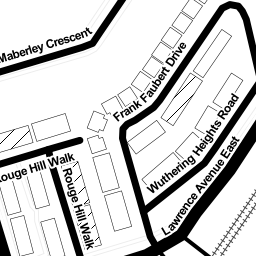 Maberley Crescent
Frank Faubert Drive
Wuthering Heights Road
Rouge Hill Walk
Rouge Hill Walk
Lawrence Avenue East